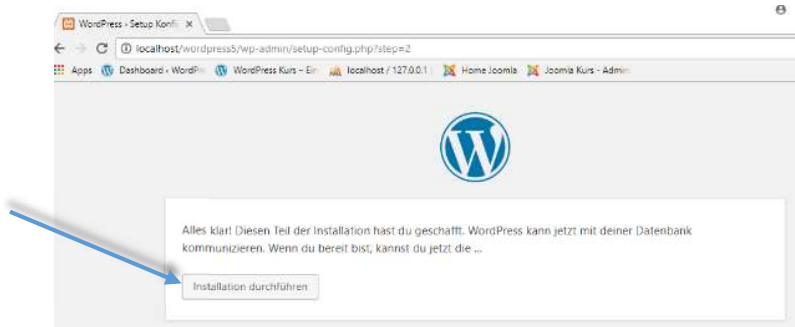 WordPress › Setup Konfi
localhost/wordpress5/wp-admin/setup-config.php?step=2
Apps Dashboard ‹ WordPr WordPress Kurs – Ein localhost / 127.0.0.1 Home Joomla Joomla Kurs - Admin
Alles klar! Diesen Teil der Installation hast du geschafft. WordPress kann jetzt mit deiner Datenbank
kommunizieren. Wenn du bereit bist, kannst du jetzt die ...
Installation durchführen